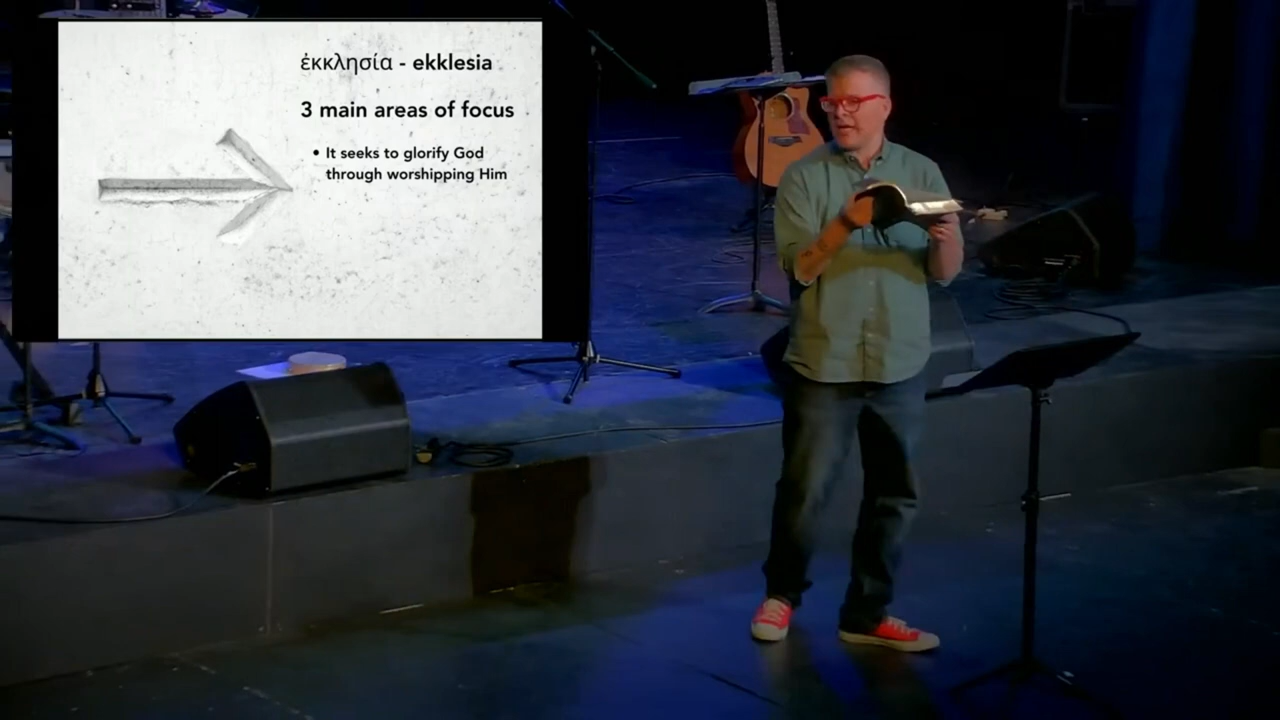 ἐκκλησία - ekklesia
3 main areas of focus
• It seeks to glorify God
through worshipping Him